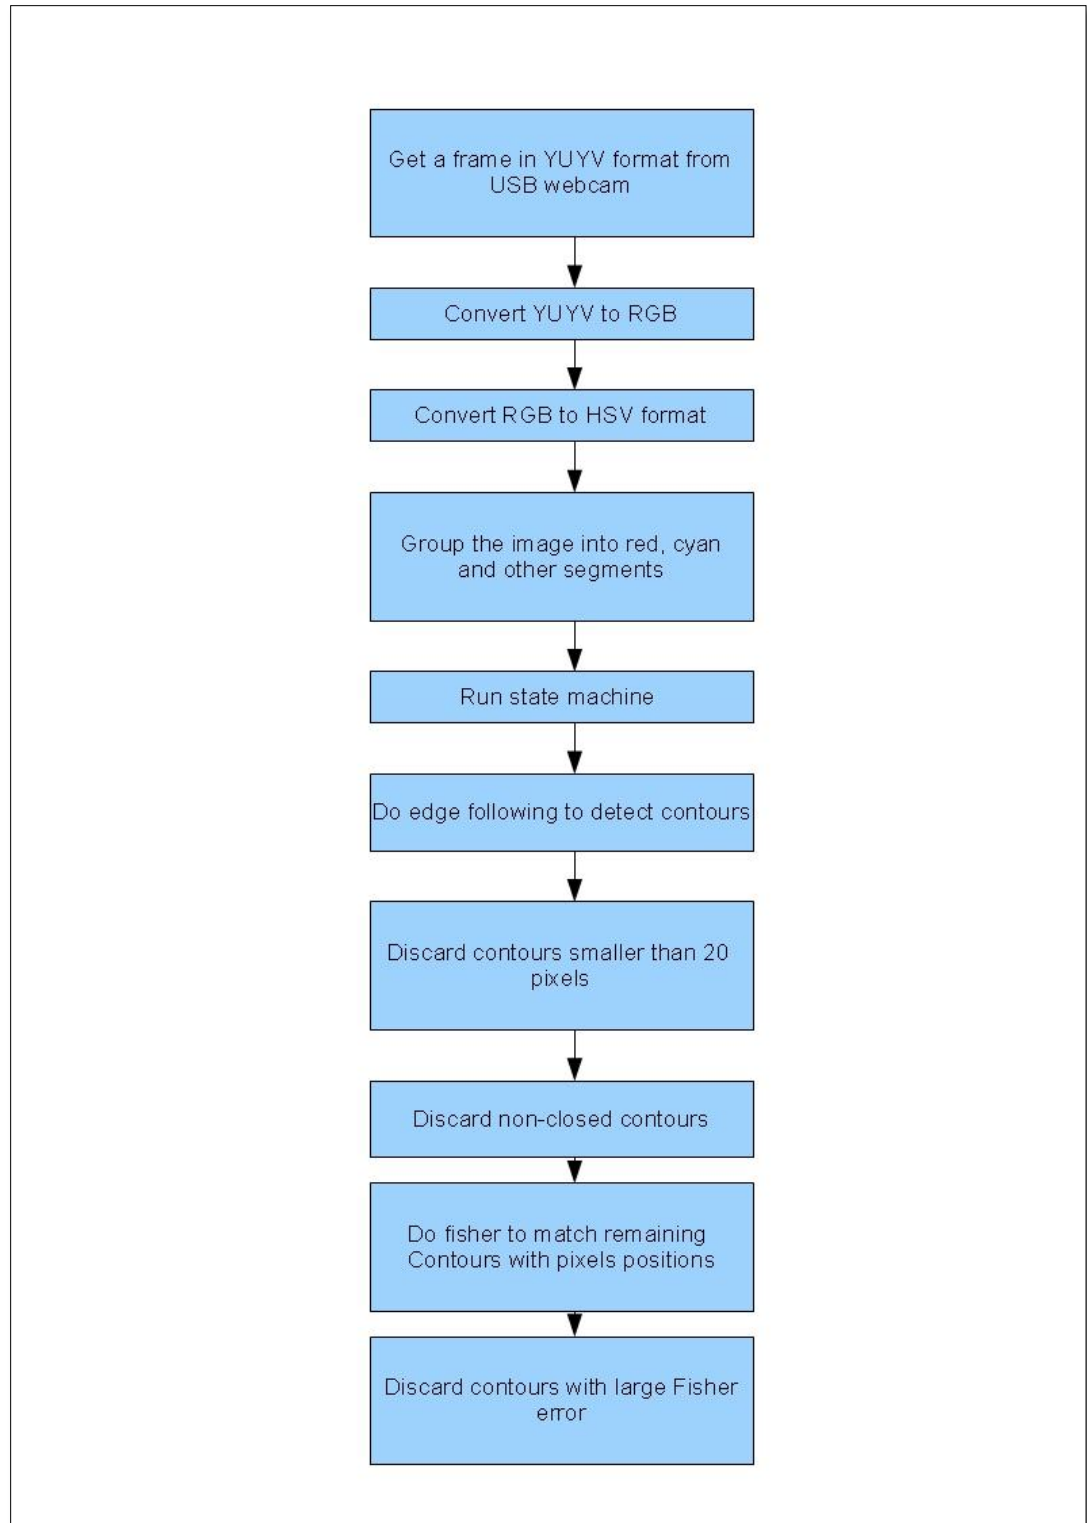 Get a frame in YUYV format from
USB webcam
Convert YUYV to RGB
Convert RGB to HSV format
Group the image into red, cyan
and other segments
Run state machine
Do edge following to detect contours
Discard contours smaller than 20
pixels
Discard non-closed contours
Do fisher to match remaining
Contours with pixels positions
Discard contours with large Fisher
error